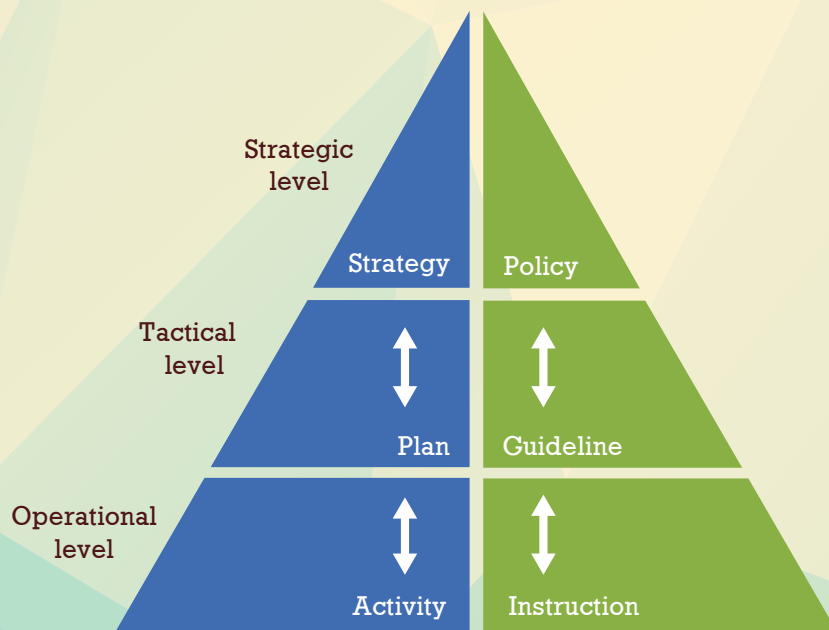 Strategic
level
Strategy
Policy
Tactical
level
Plan
Guideline
Operational
level
Activity
Instruction